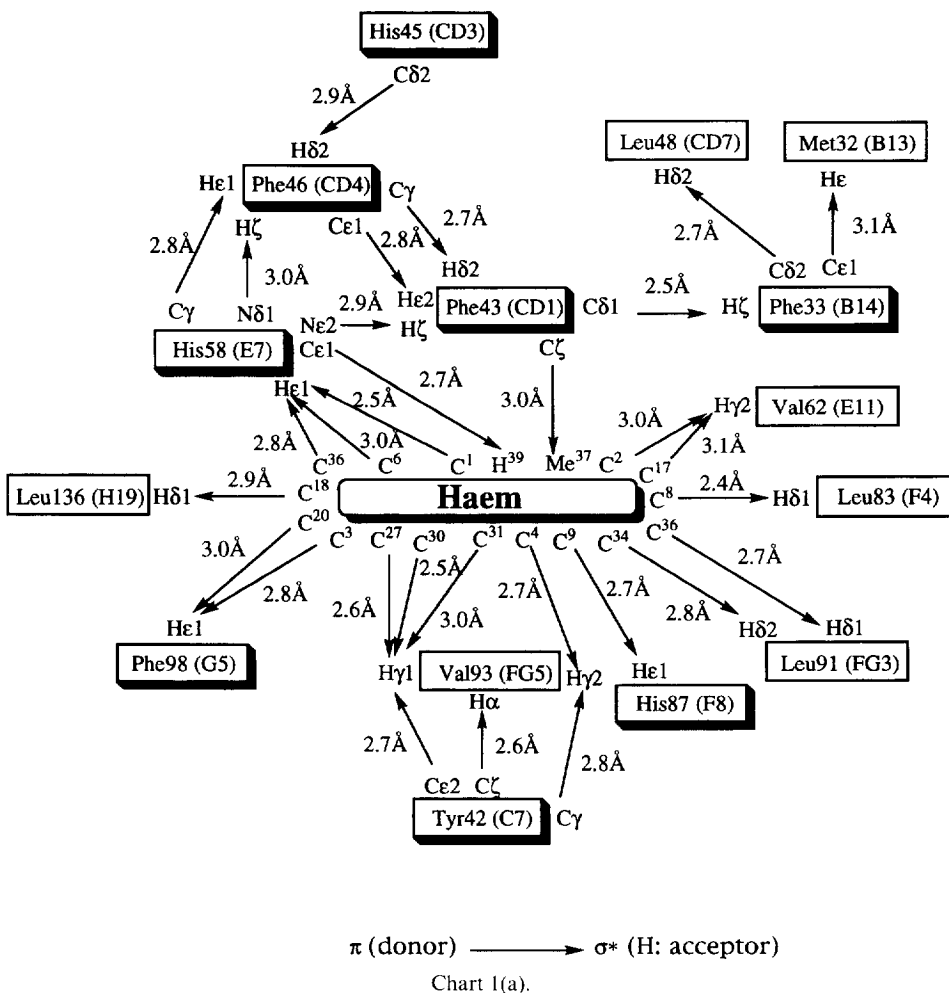 His45 (CD3)
Cδ2
2.9Å
Hδ2
Leu48 (CD7)
Met32 (B13)
Hε1
Phe46 (CD4)
Cγ
Hδ2
Hε
Hζ
Cε1
2.7Å
2.8Å
2.8Å
2.7Å
3.1Å
3.0Å
Hδ2
Cδ2
Cε1
Cγ
Nδ1
2.9Å
Hε2
Phe43 (CD1)
Cδ1
2.5Å
Hζ
Phe33 (B14)
Nε2
Hζ
His58 (E7)
Cε1
Cζ
Hε1
2.5Å
2.7Å
3.0Å
3.0Å
Hγ2
Val62 (E11)
2.8Å
3.0Å
3.1Å
C36
C6
C1
H39
Me37
C2
C17
Leu136 (H19)
Hδ1
2.9Å
C18
Haem
C8
2.4Å
Hδ1
Leu83 (F4)
C20
C3
C27
C30
C31
C4
C9
C34
C36
3.0Å
2.8Å
2.5Å
2.6Å
3.0Å
2.7Å
2.7Å
2.8Å
2.7Å
Hε1
Hδ2
Hδ1
Phe98 (G5)
Hγ1
Val93 (FG5)
Hγ2
Hε1
Leu91 (FG3)
Hα
His87 (F8)
2.7Å
2.6Å
2.8Å
Cε2
Cζ
Tyr42 (C7)
Cγ
π (donor) ⟶ σ* (H: acceptor)
Chart 1(a).